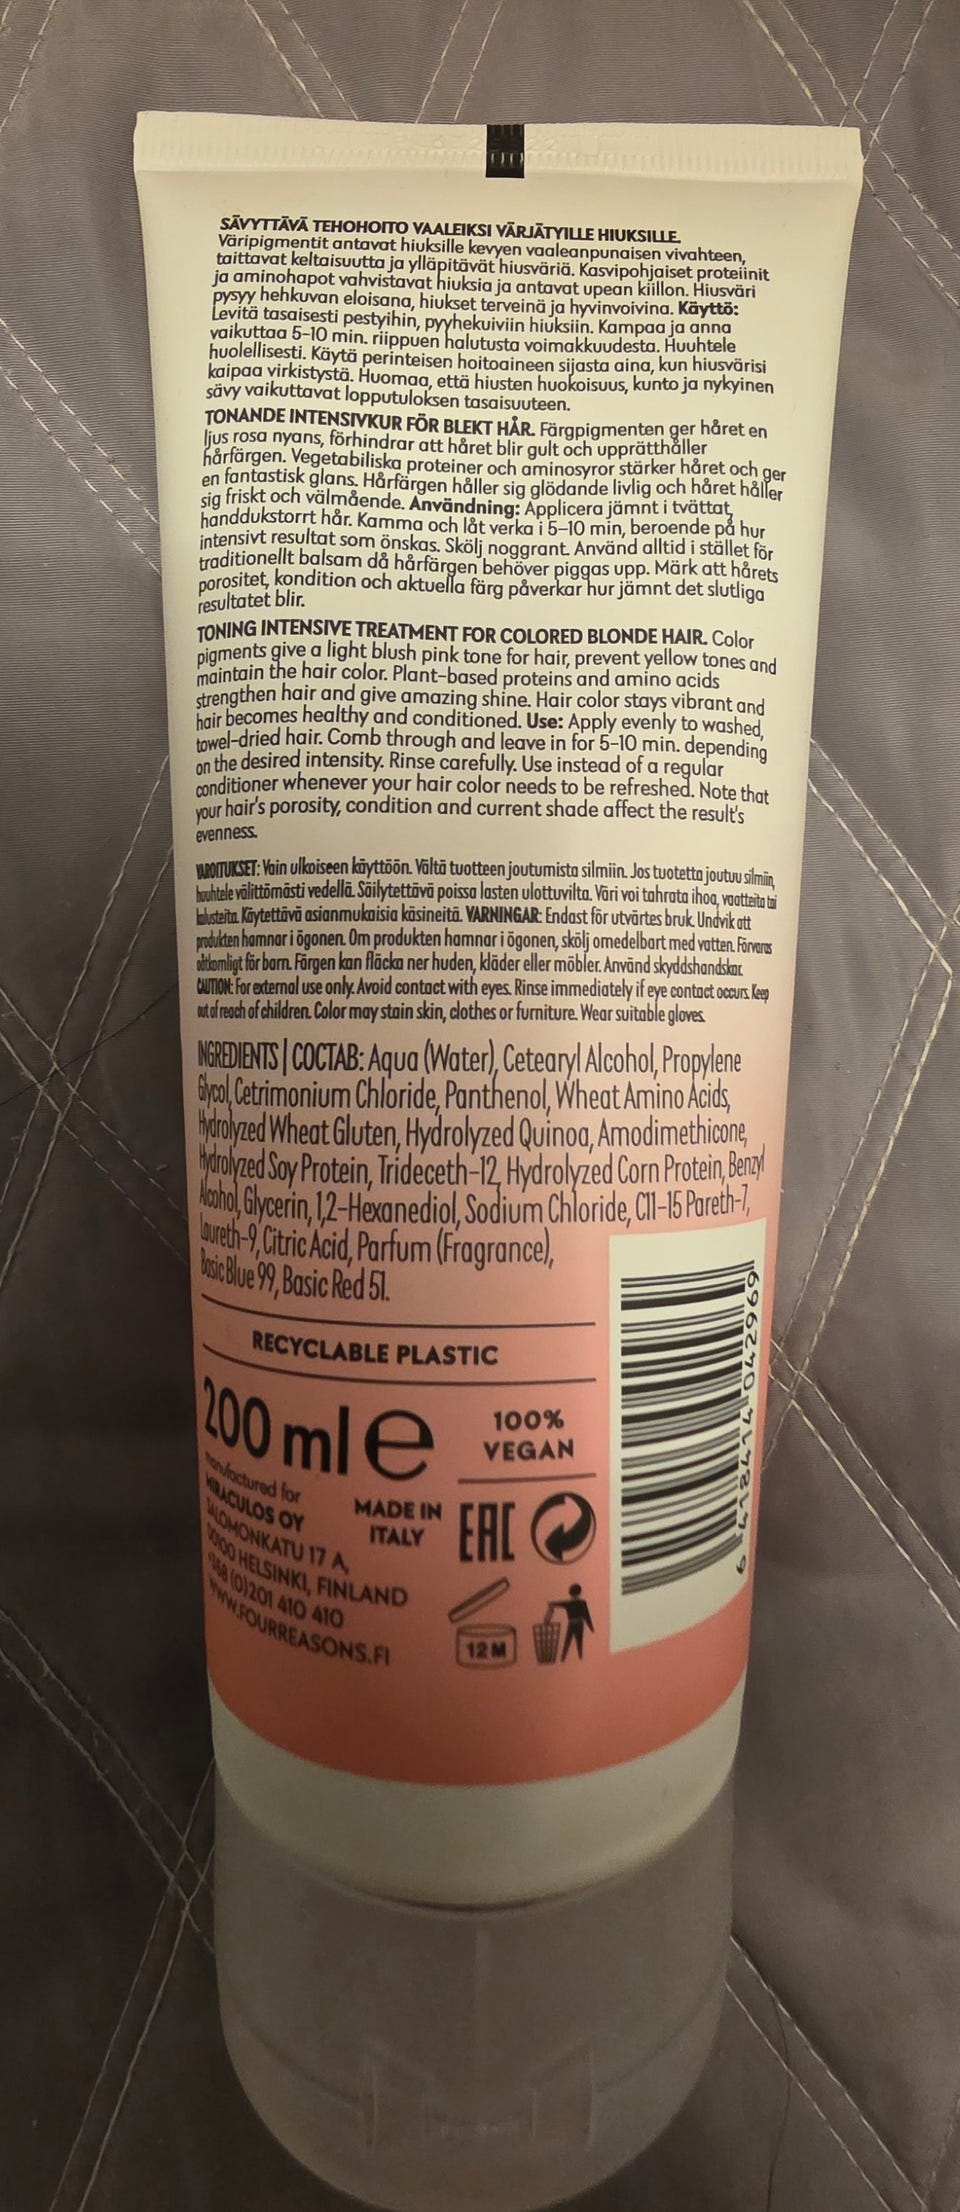 SÄVYTTÄVÄ TEHOHOITO VAALEIKSI VÄRJÄTYILLE HIUKSILLE.
Väripigmentit antavat hiuksille kevyen vaaleanpunaisen vivahteen,
taittavat keltaisuutta ja ylläpitävät hiusväriä. Kasvipohjaiset proteiinit
ja aminohapot vahvistavat hiuksia ja antavat upean kiillon. Hiusväri
pysyy hehkuvan eloisana, hiukset terveinä ja hyvinvoivina. Käyttö:
Levitä tasaisesti pestyihin, pyyhekuiviin hiuksiin. Kampaa ja anna
vaikuttaa 5-10 min. riippuen halutusta voimakkuudesta. Huuhtele
huolellisesti. Käytä perinteisen hoitoaineen sijasta aina, kun hiusvärisi
kaipaa virkistystä. Huomaa, että hiusten huokoisuus, kunto ja nykyinen
sävy vaikuttavat lopputuloksen tasaisuuteen.
TONANDE INTENSIVKUR FÖR BLEKT HÅR. Färgpigmenten ger håret en
ljus rosa nyans, förhindrar att håret blir gult och upprätthåller
hårfärgen. Vegetabiliska proteiner och aminosyror stärker håret och ger
en fantastisk glans. Hårfärgen håller sig glödande livlig och håret håller
sig friskt och välmående. Användning: Applicera jämnt i tvättat,
handdukstorrt hår. Kamma och låt verka i 5-10 min, beroende på hur
intensivt resultat som önskas. Skölj noggrant. Använd alltid i stället för
traditionellt balsam då hårfärgen behöver piggas upp. Märk att hårets
porositet, kondition och aktuella färg påverkar hur jämnt det slutliga
resultatet blir.
TONING INTENSIVE TREATMENT FOR COLORED BLONDE HAIR. Color
pigments give a light blush pink tone for hair, prevent yellow tones and
maintain the hair color. Plant-based proteins and amino acids
strengthen hair and give amazing shine. Hair color stays vibrant and
hair becomes healthy and conditioned. Use: Apply evenly to washed,
towel-dried hair. Comb through and leave in for 5-10 min. depending
on the desired intensity. Rinse carefully. Use instead of a regular
conditioner whenever your hair color needs to be refreshed. Note that
your hair's porosity, condition and current shade affect the result's
evenness.
VAROITUKSET: Vain ulkoiseen käyttöön. Vältä tuotteen joutumista silmiin. Jos tuotetta joutuu silmiin,
huuhtele välittömästi vedellä. Säilytettävä poissa lasten ulottuvilta. Väri voi tahrata ihoa, vaatteita tai
kalusteita. Käytettävä asianmukaisia käsineitä. VARNINGAR: Endast för utvärtes bruk. Undvik att
produkten hamnar i ögonen. Om produkten hamnar i ögonen, skölj omedelbart med vatten. Förvaras
oåtkomligt för barn. Färgen kan fläcka ner huden, kläder eller möbler. Använd skyddshandskar.
CAUTION: For external use only. Avoid contact with eyes. Rinse immediately if eye contact occurs. Keep
out of reach of children. Color may stain skin, clothes or furniture. Wear suitable gloves.
INGREDIENTS | СОСТАВ: Aqua (Water), Cetearyl Alcohol, Propylene
Glycol, Cetrimonium Chloride, Panthenol, Wheat Amino Acids,
Hydrolyzed Wheat Gluten, Hydrolyzed Quinoa, Amodimethicone,
Hydrolyzed Soy Protein, Trideceth-12, Hydrolyzed Corn Protein, Benzyl
Alcohol, Glycerin, 1,2-Hexanediol, Sodium Chloride, C11-15 Pareth-7,
Laureth-9, Citric Acid, Parfum (Fragrance),
Basic Blue 99, Basic Red 51.
RECYCLABLE PLASTIC
200 ml e
100%
VEGAN
manufactured for
MIRACULOS OY
SALOMONKATU 17 A,
00100 HELSINKI, FINLAND
+358 (0)201 410 410
WWW.FOURREASONS.FI
MADE IN
ITALY
EAC
12 M
6 418414 042969